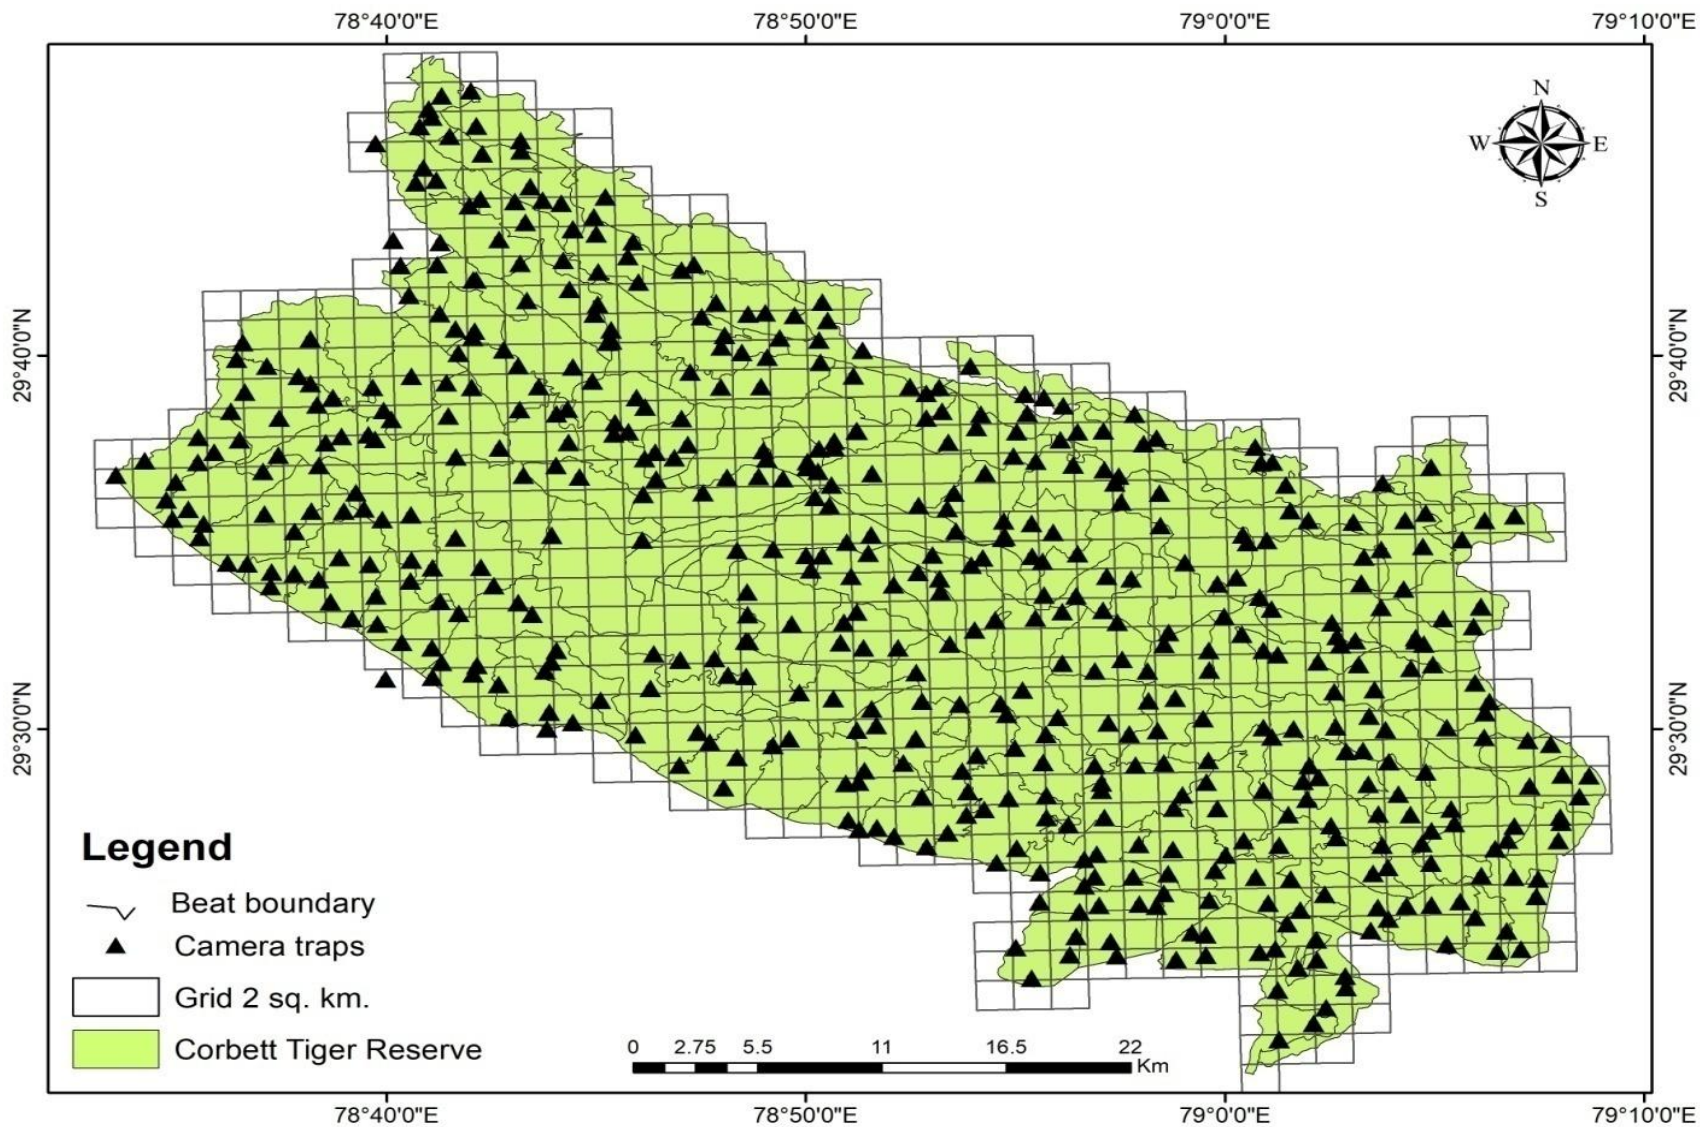 78°40'0"E 78°50'0"E 79°0'0"E 79°10'0"E
N
W E
S
29°40'0"N 29°40'0"N
29°30'0"N 29°30'0"N
Legend
Beat boundary
Camera traps
Grid 2 sq. km.
Corbett Tiger Reserve
0 2.75 5.5 11 16.5 22
Km
78°40'0"E 78°50'0"E 79°0'0"E 79°10'0"E